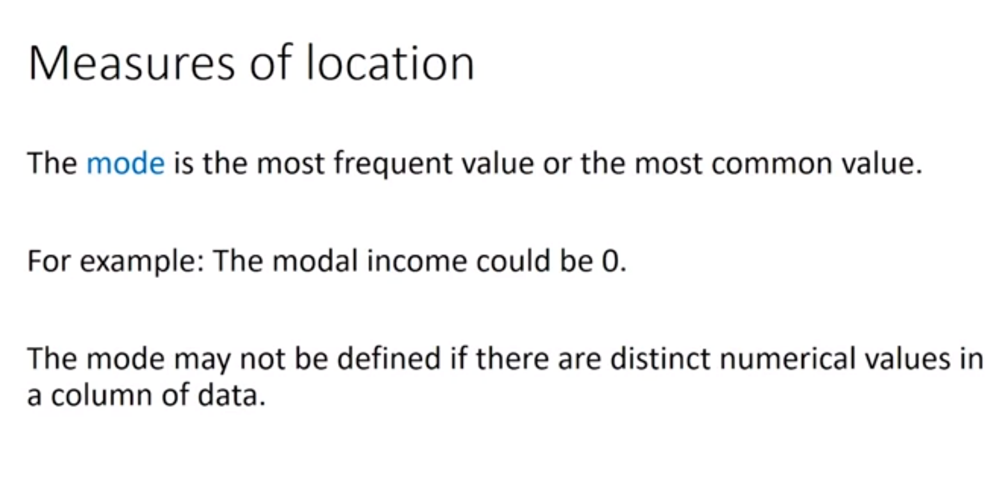 Measures of location
The mode is the most frequent value or the most common value.
For example: The modal income could be 0.
The mode may not be defined if there are distinct numerical values in
a column of data.